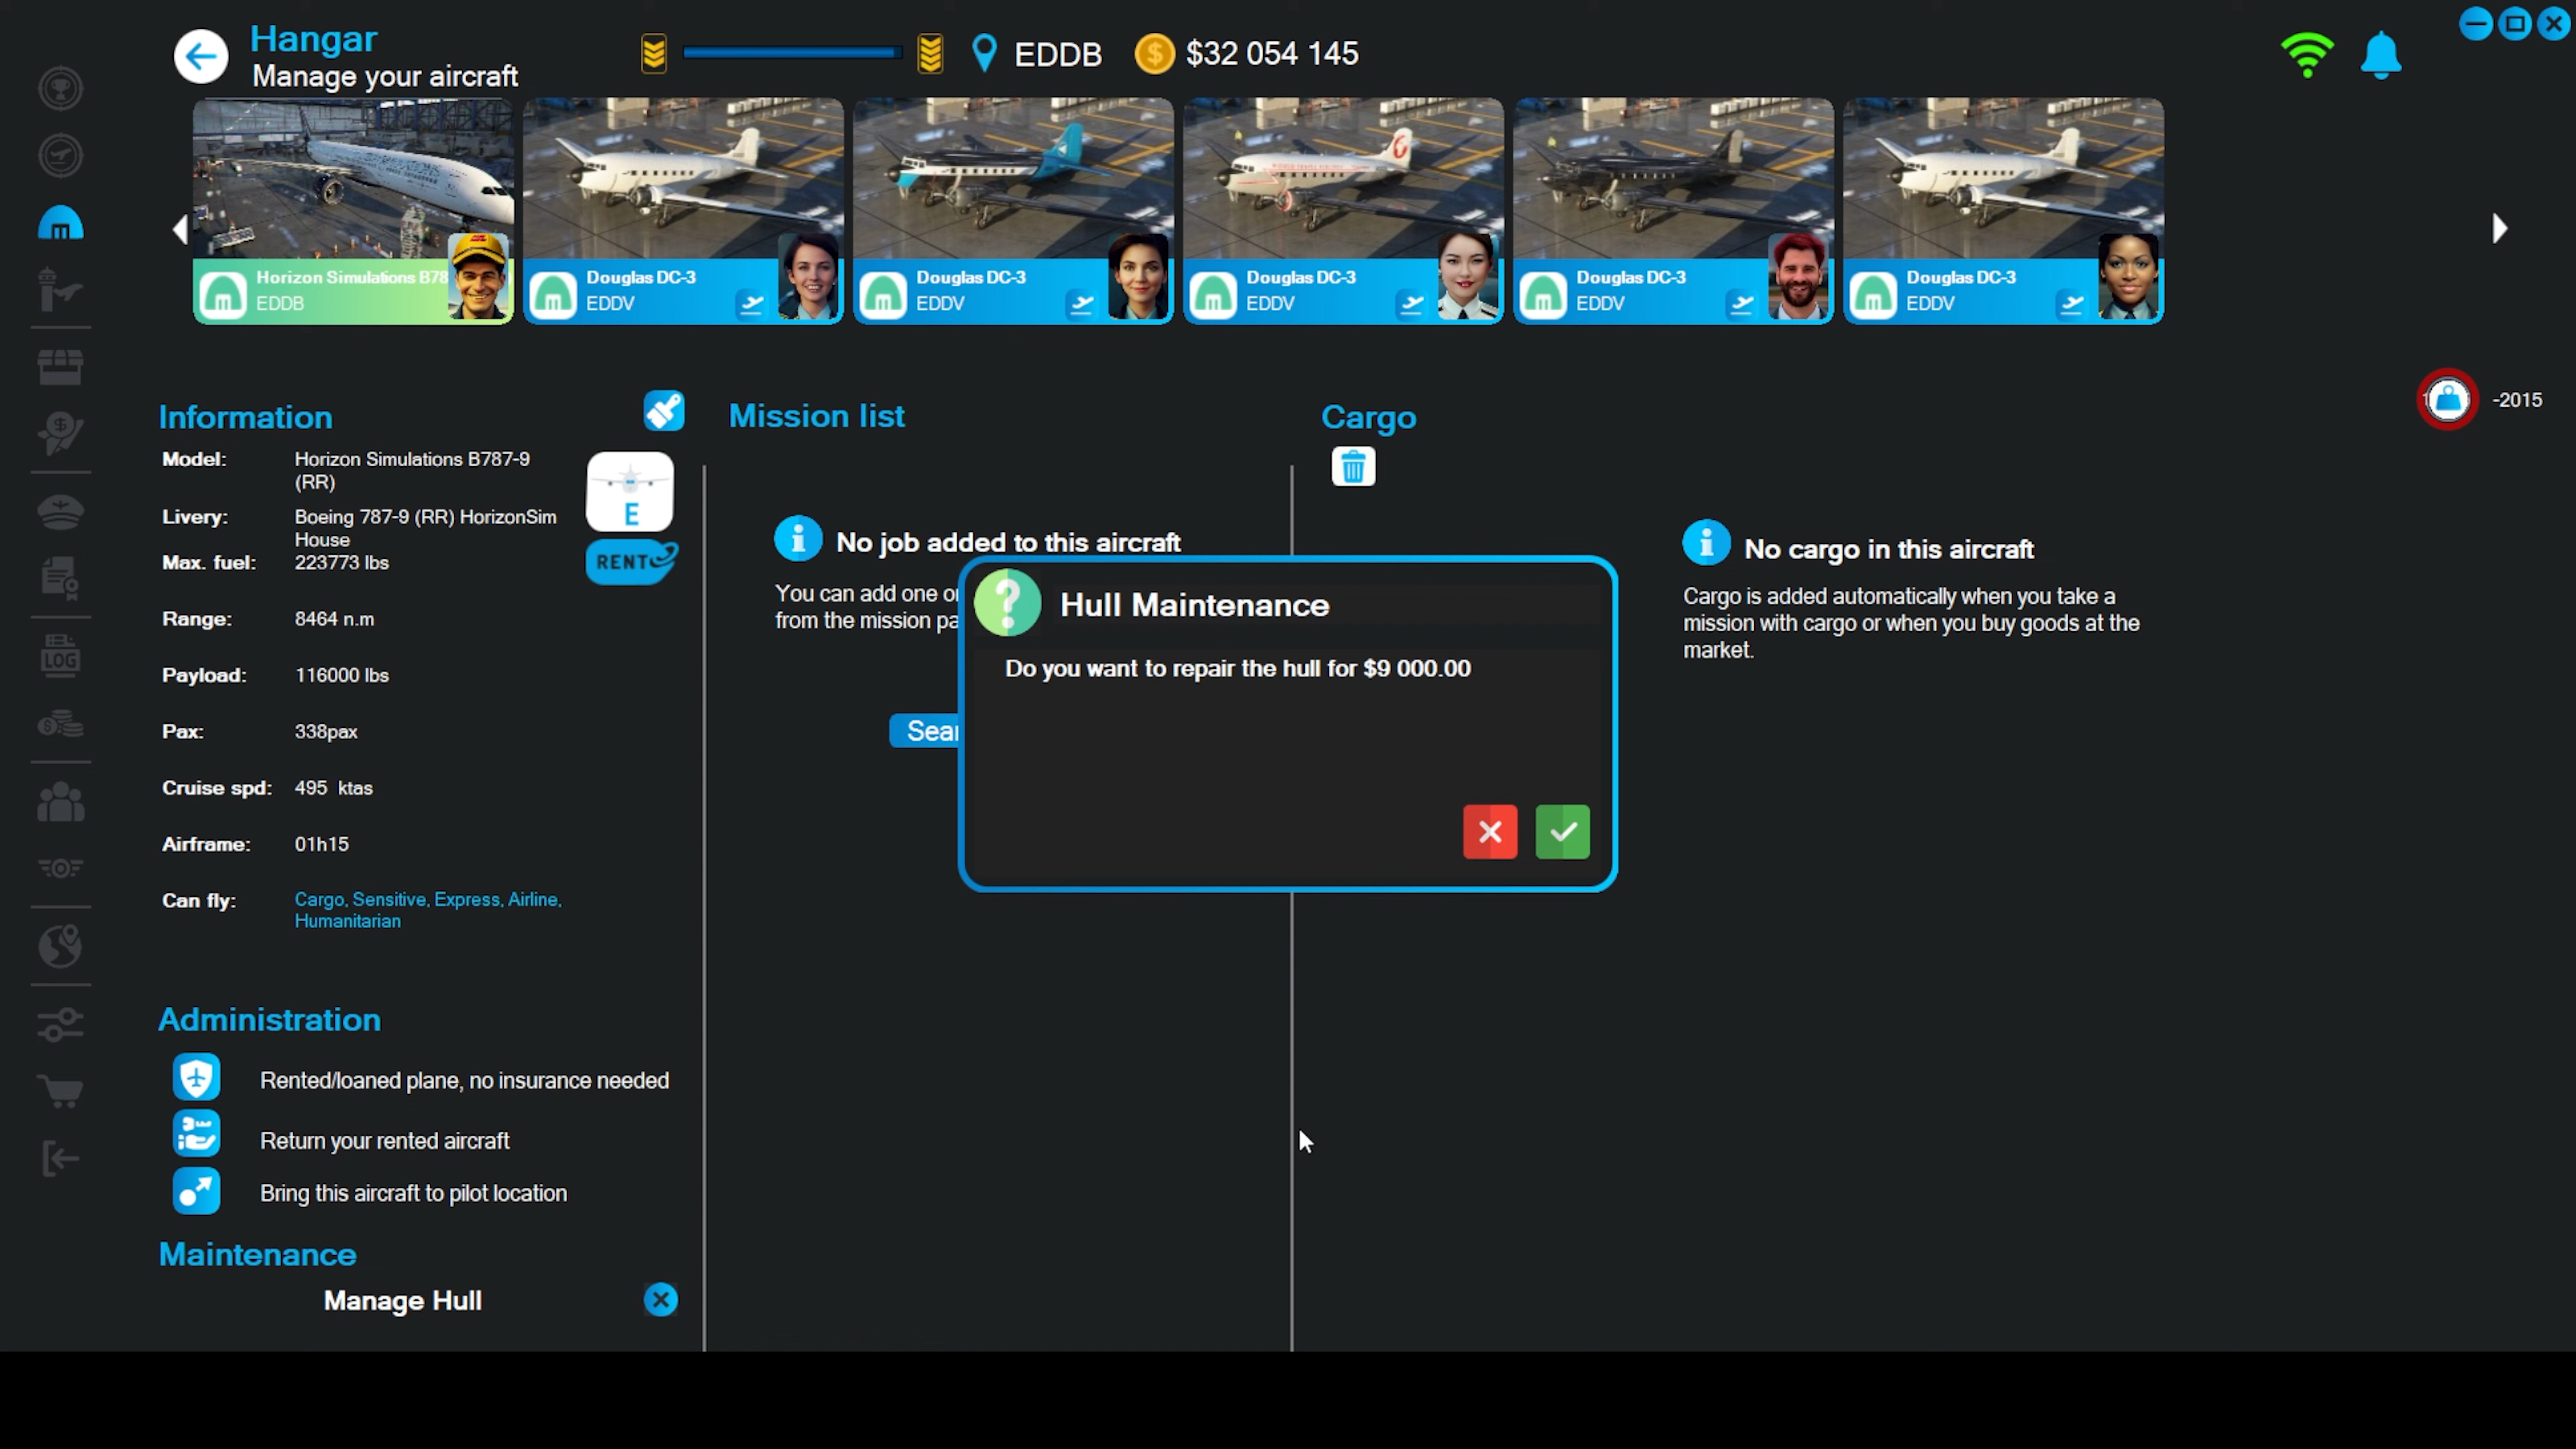 Hangar
Manage your aircraft
EDDB
$32 054 145
Horizon Simulations B78
EDDB
Douglas DC-3
EDDV
Douglas DC-3
EDDV
Douglas DC-3
EDDV
Douglas DC-3
EDDV
Douglas DC-3
EDDV
-2015
Information
Model: Horizon Simulations B787-9
(RR)
Livery: Boeing 787-9 (RR) HorizonSim
House
Max. fuel: 223773 lbs
Range: 8464 n.m
Payload: 116000 lbs
Pax: 338pax
Cruise spd: 495 ktas
Airframe: 01h15
Can fly: Cargo, Sensitive, Express, Airline,
Humanitarian
E
RENT
Administration
Rented/loaned plane, no insurance needed
Return your rented aircraft
Bring this aircraft to pilot location
Maintenance
Manage Hull
Mission list
No job added to this aircraft
You can add one or
from the mission pa
Sear
Hull Maintenance
Do you want to repair the hull for $9 000.00
Cargo
No cargo in this aircraft
Cargo is added automatically when you take a
mission with cargo or when you buy goods at the
market.
LOG